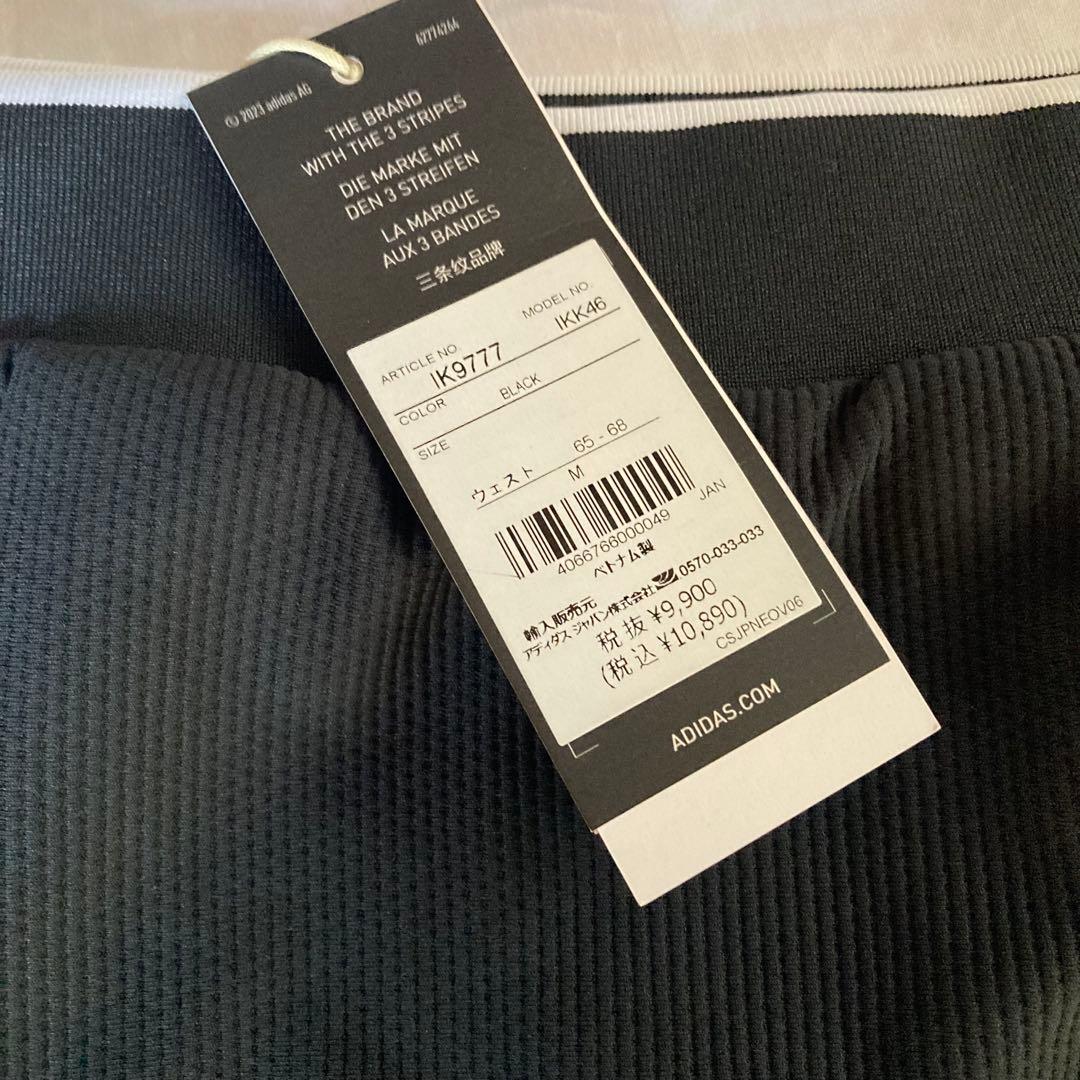 62774264
© 2023 adidas AG
THE BRAND
WITH THE 3 STRIPES
DIE MARKE MIT
DEN 3 STREIFEN
LA MARQUE
AUX 3 BANDES
三条纹品牌
ARTICLE NO. MODEL NO.
IK9777 IKK46
COLOR BLACK
SIZE
ウェスト 65 - 68
M
JAN
4066766000049
ベトナム製
輸入販売元
アディダス ジャパン株式会社 0570-033-033
税抜 ¥9,900
(税込 ¥10,890)
CSJPNEOV06
ADIDAS.COM